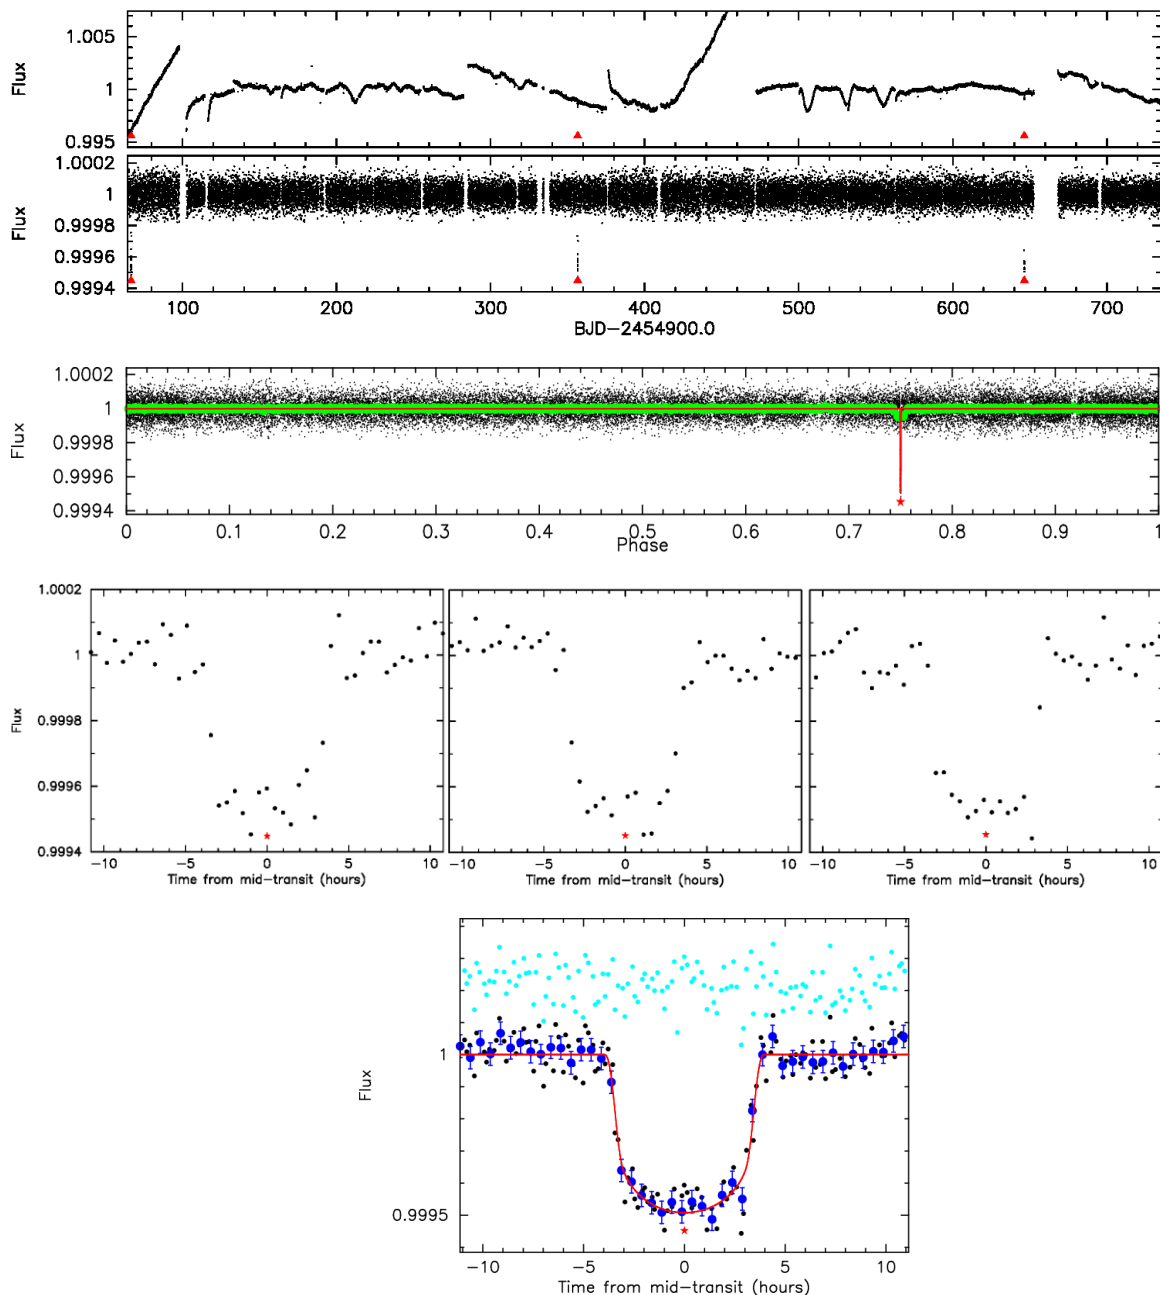 1.005
1
0.995
Flux
1.0002
1
0.9998
0.9996
0.9994
Flux
100 200 300 400 500 600 700
BJD-2454900.0
1.0002
1
0.9998
0.9996
0.9994
Flux
0 0.1 0.2 0.3 0.4 0.5 0.6 0.7 0.8 0.9 1
Phase
1.0002
1
0.9998
0.9996
0.9994
Flux
-10 -5 0 5 10
Time from mid-transit (hours)
-10 -5 0 5 10
Time from mid-transit (hours)
-10 -5 0 5 10
Time from mid-transit (hours)
1
0.9995
Flux
-10 -5 0 5 10
Time from mid-transit (hours)